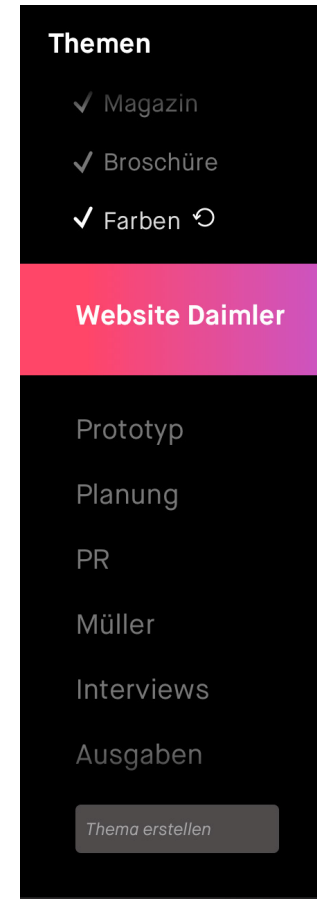 Themen
Magazin
Broschüre
Farben
Website Daimler
Prototyp
Planung
PR
Müller
Interviews
Ausgaben
Thema erstellen